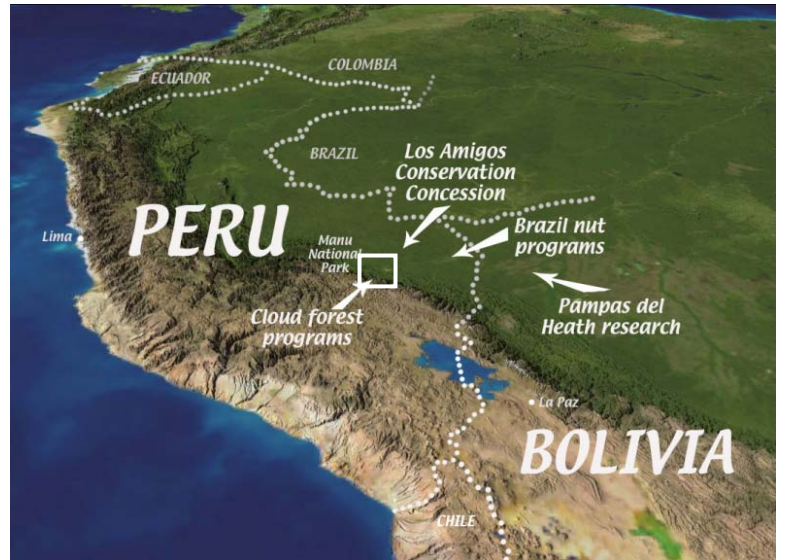 COLOMBIA
ECUADOR
BRAZIL
Los Amigos
Conservation
Concession
PERU
Lima
Manu
National
Park
Brazil nut
programs
Cloud forest
programs
Pampas del
Heath research
La Paz
BOLIVIA
CHILE